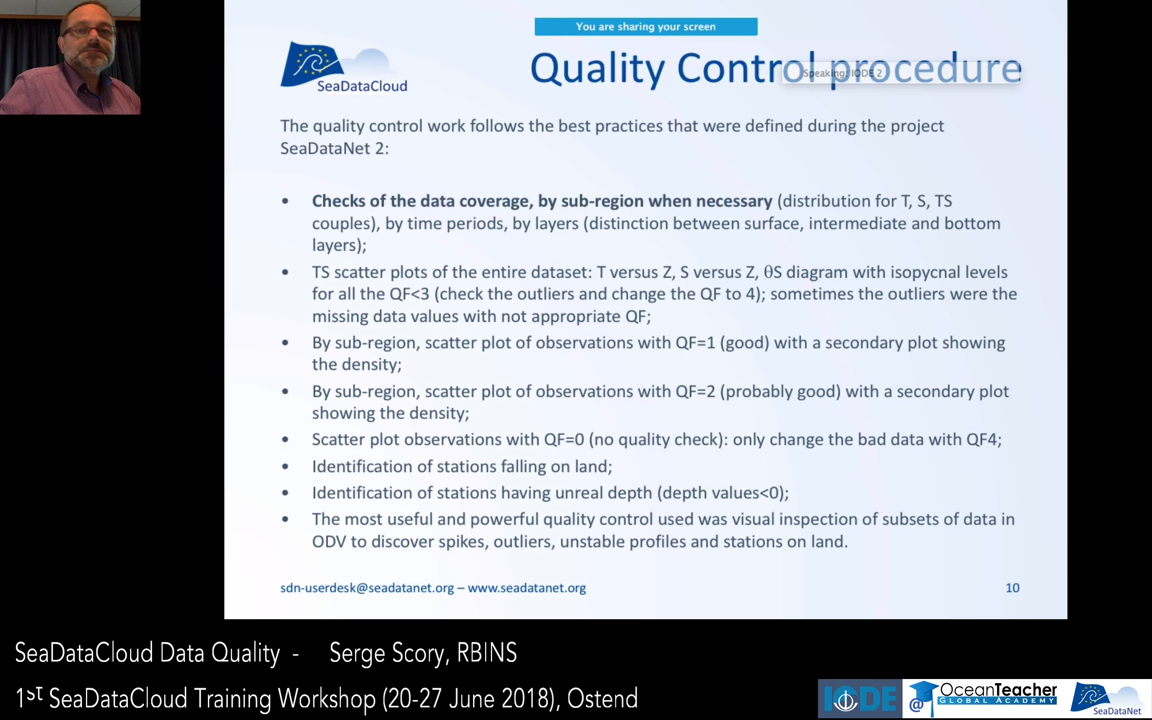 You are sharing your screen
SeaDataCloud
Quality Control procedure
Speaking: IODE 2
The quality control work follows the best practices that were defined during the project
SeaDataNet 2:
• Checks of the data coverage, by sub-region when necessary (distribution for T, S, TS
couples), by time periods, by layers (distinction between surface, intermediate and bottom
layers);
• TS scatter plots of the entire dataset: T versus Z, S versus Z, θS diagram with isopycnal levels
for all the QF<3 (check the outliers and change the QF to 4); sometimes the outliers were the
missing data values with not appropriate QF;
• By sub-region, scatter plot of observations with QF=1 (good) with a secondary plot showing
the density;
• By sub-region, scatter plot of observations with QF=2 (probably good) with a secondary plot
showing the density;
• Scatter plot observations with QF=0 (no quality check): only change the bad data with QF4;
• Identification of stations falling on land;
• Identification of stations having unreal depth (depth values<0);
• The most useful and powerful quality control used was visual inspection of subsets of data in
ODV to discover spikes, outliers, unstable profiles and stations on land.
sdn-userdesk@seadatanet.org – www.seadatanet.org
10
SeaDataCloud Data Quality - Serge Scory, RBINS
1st SeaDataCloud Training Workshop (20-27 June 2018), Ostend
IODE
@ OceanTeacher
GLOBAL ACADEMY
SeaDataNet